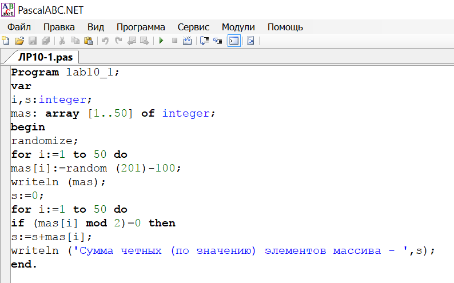 PascalABC.NET
Файл Правка Вид Программа Сервис Модули Помощь
ЛР10-1.pas
Program lab10_1;
var
i,s:integer;
mas: array [1..50] of integer;
begin
randomize;
for i:=1 to 50 do
mas[i]:=random (201)-100;
writeln (mas);
s:=0;
for i:=1 to 50 do
if (mas[i] mod 2)=0 then
s:=s+mas[i];
writeln ('Сумма четных (по значению) элементов массива - ',s);
end.